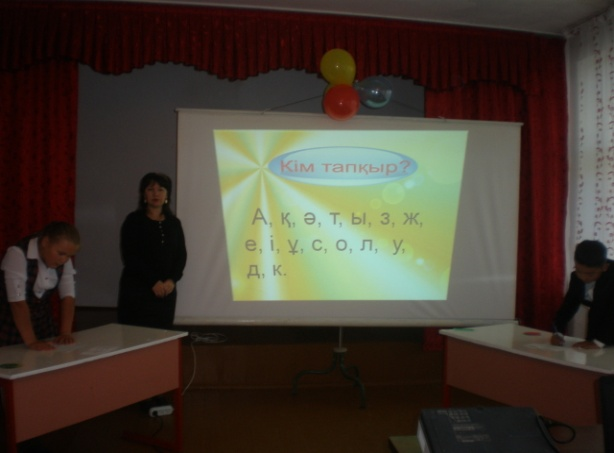 Кім тапқыр?
А, қ, ә, т, ы, з, ж,
е, і, ұ, с, о, л, у,
д, к.